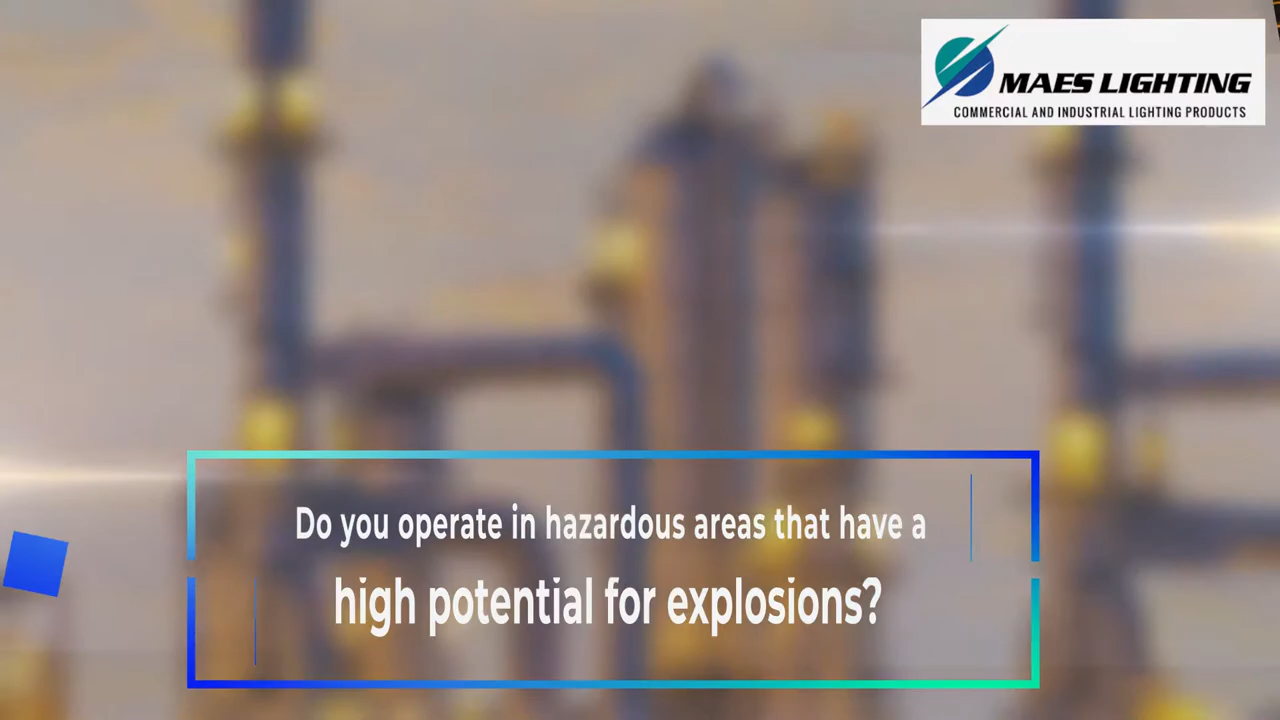 MAES LIGHTING
COMMERCIAL AND INDUSTRIAL LIGHTING PRODUCTS
Do you operate in hazardous areas that have a
high potential for explosions?